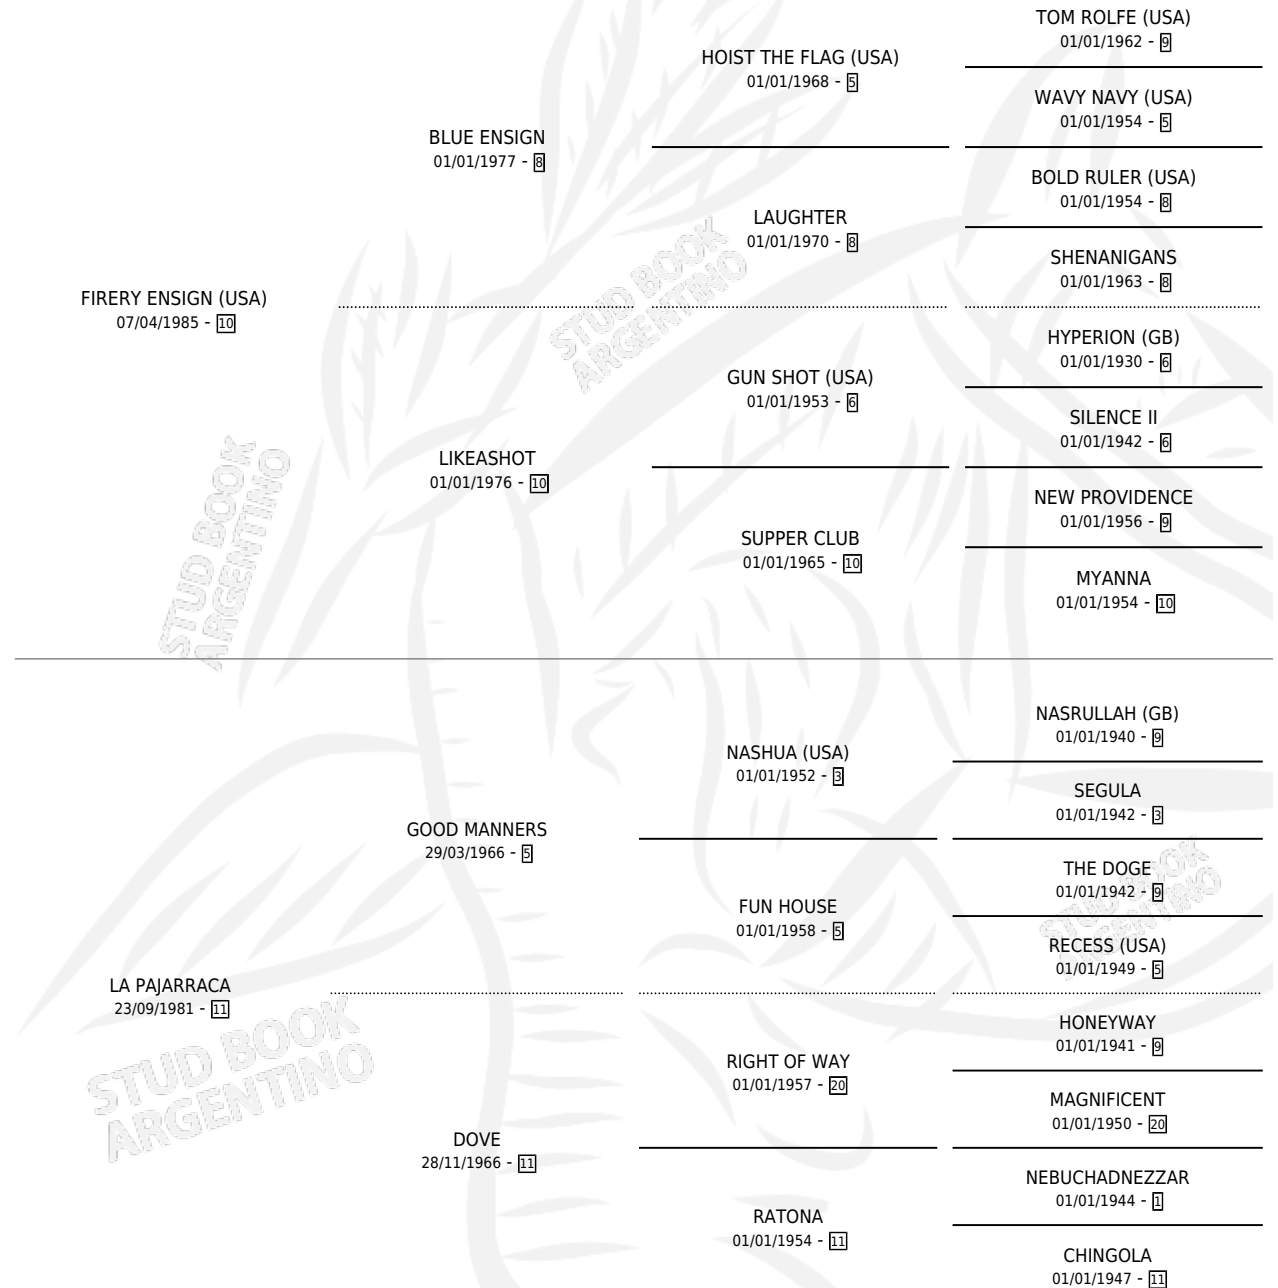 TOM ROLFE (USA)
01/01/1962 - 9
HOIST THE FLAG (USA)
01/01/1968 - 5
WAVY NAVY (USA)
01/01/1954 - 5
BLUE ENSIGN
01/01/1977 - 8
BOLD RULER (USA)
01/01/1954 - 8
LAUGHTER
01/01/1970 - 8
SHENANIGANS
01/01/1963 - 8
FIRERY ENSIGN (USA)
07/04/1985 - 10
HYPERION (GB)
01/01/1930 - 6
GUN SHOT (USA)
01/01/1953 - 6
SILENCE II
01/01/1942 - 6
LIKEASHOT
01/01/1976 - 10
NEW PROVIDENCE
01/01/1956 - 9
SUPPER CLUB
01/01/1965 - 10
MYANNA
01/01/1954 - 10
STUD BOOK
ARGENTINO
STUD BOOK
ARGENTINO
NASRULLAH (GB)
01/01/1940 - 9
NASHUA (USA)
01/01/1952 - 3
SEGULA
01/01/1942 - 3
GOOD MANNERS
29/03/1966 - 5
THE DOGE
01/01/1942 - 9
FUN HOUSE
01/01/1958 - 5
RECESS (USA)
01/01/1949 - 5
LA PAJARRACA
23/09/1981 - 11
HONEYWAY
01/01/1941 - 9
RIGHT OF WAY
01/01/1957 - 20
MAGNIFICENT
01/01/1950 - 20
DOVE
28/11/1966 - 11
NEBUCHADNEZZAR
01/01/1944 - 1
RATONA
01/01/1954 - 11
CHINGOLA
01/01/1947 - 11
STUD BOOK
ARGENTINO
STUD BOOK
ARGENTINO